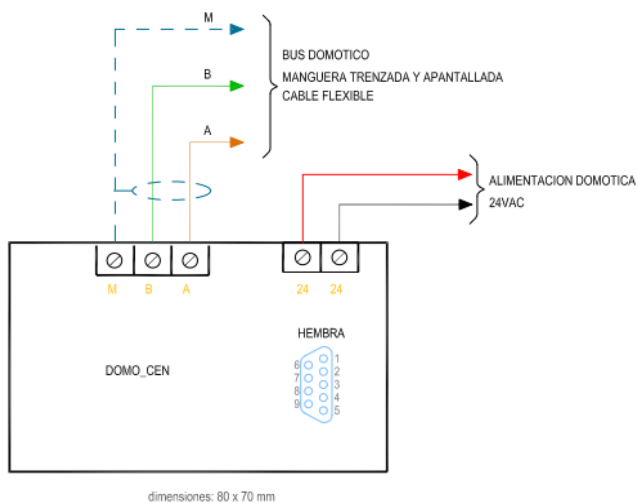 M
BUS DOMOTICO
MANGUERA TRENZADA Y APANTALLADA
CABLE FLEXIBLE
B
A
ALIMENTACION DOMOTICA
24VAC
M
B
A
24
24
HEMBRA
DOMO_CEN
1
6
2
7
3
8
4
9
5
dimensiones: 80 x 70 mm